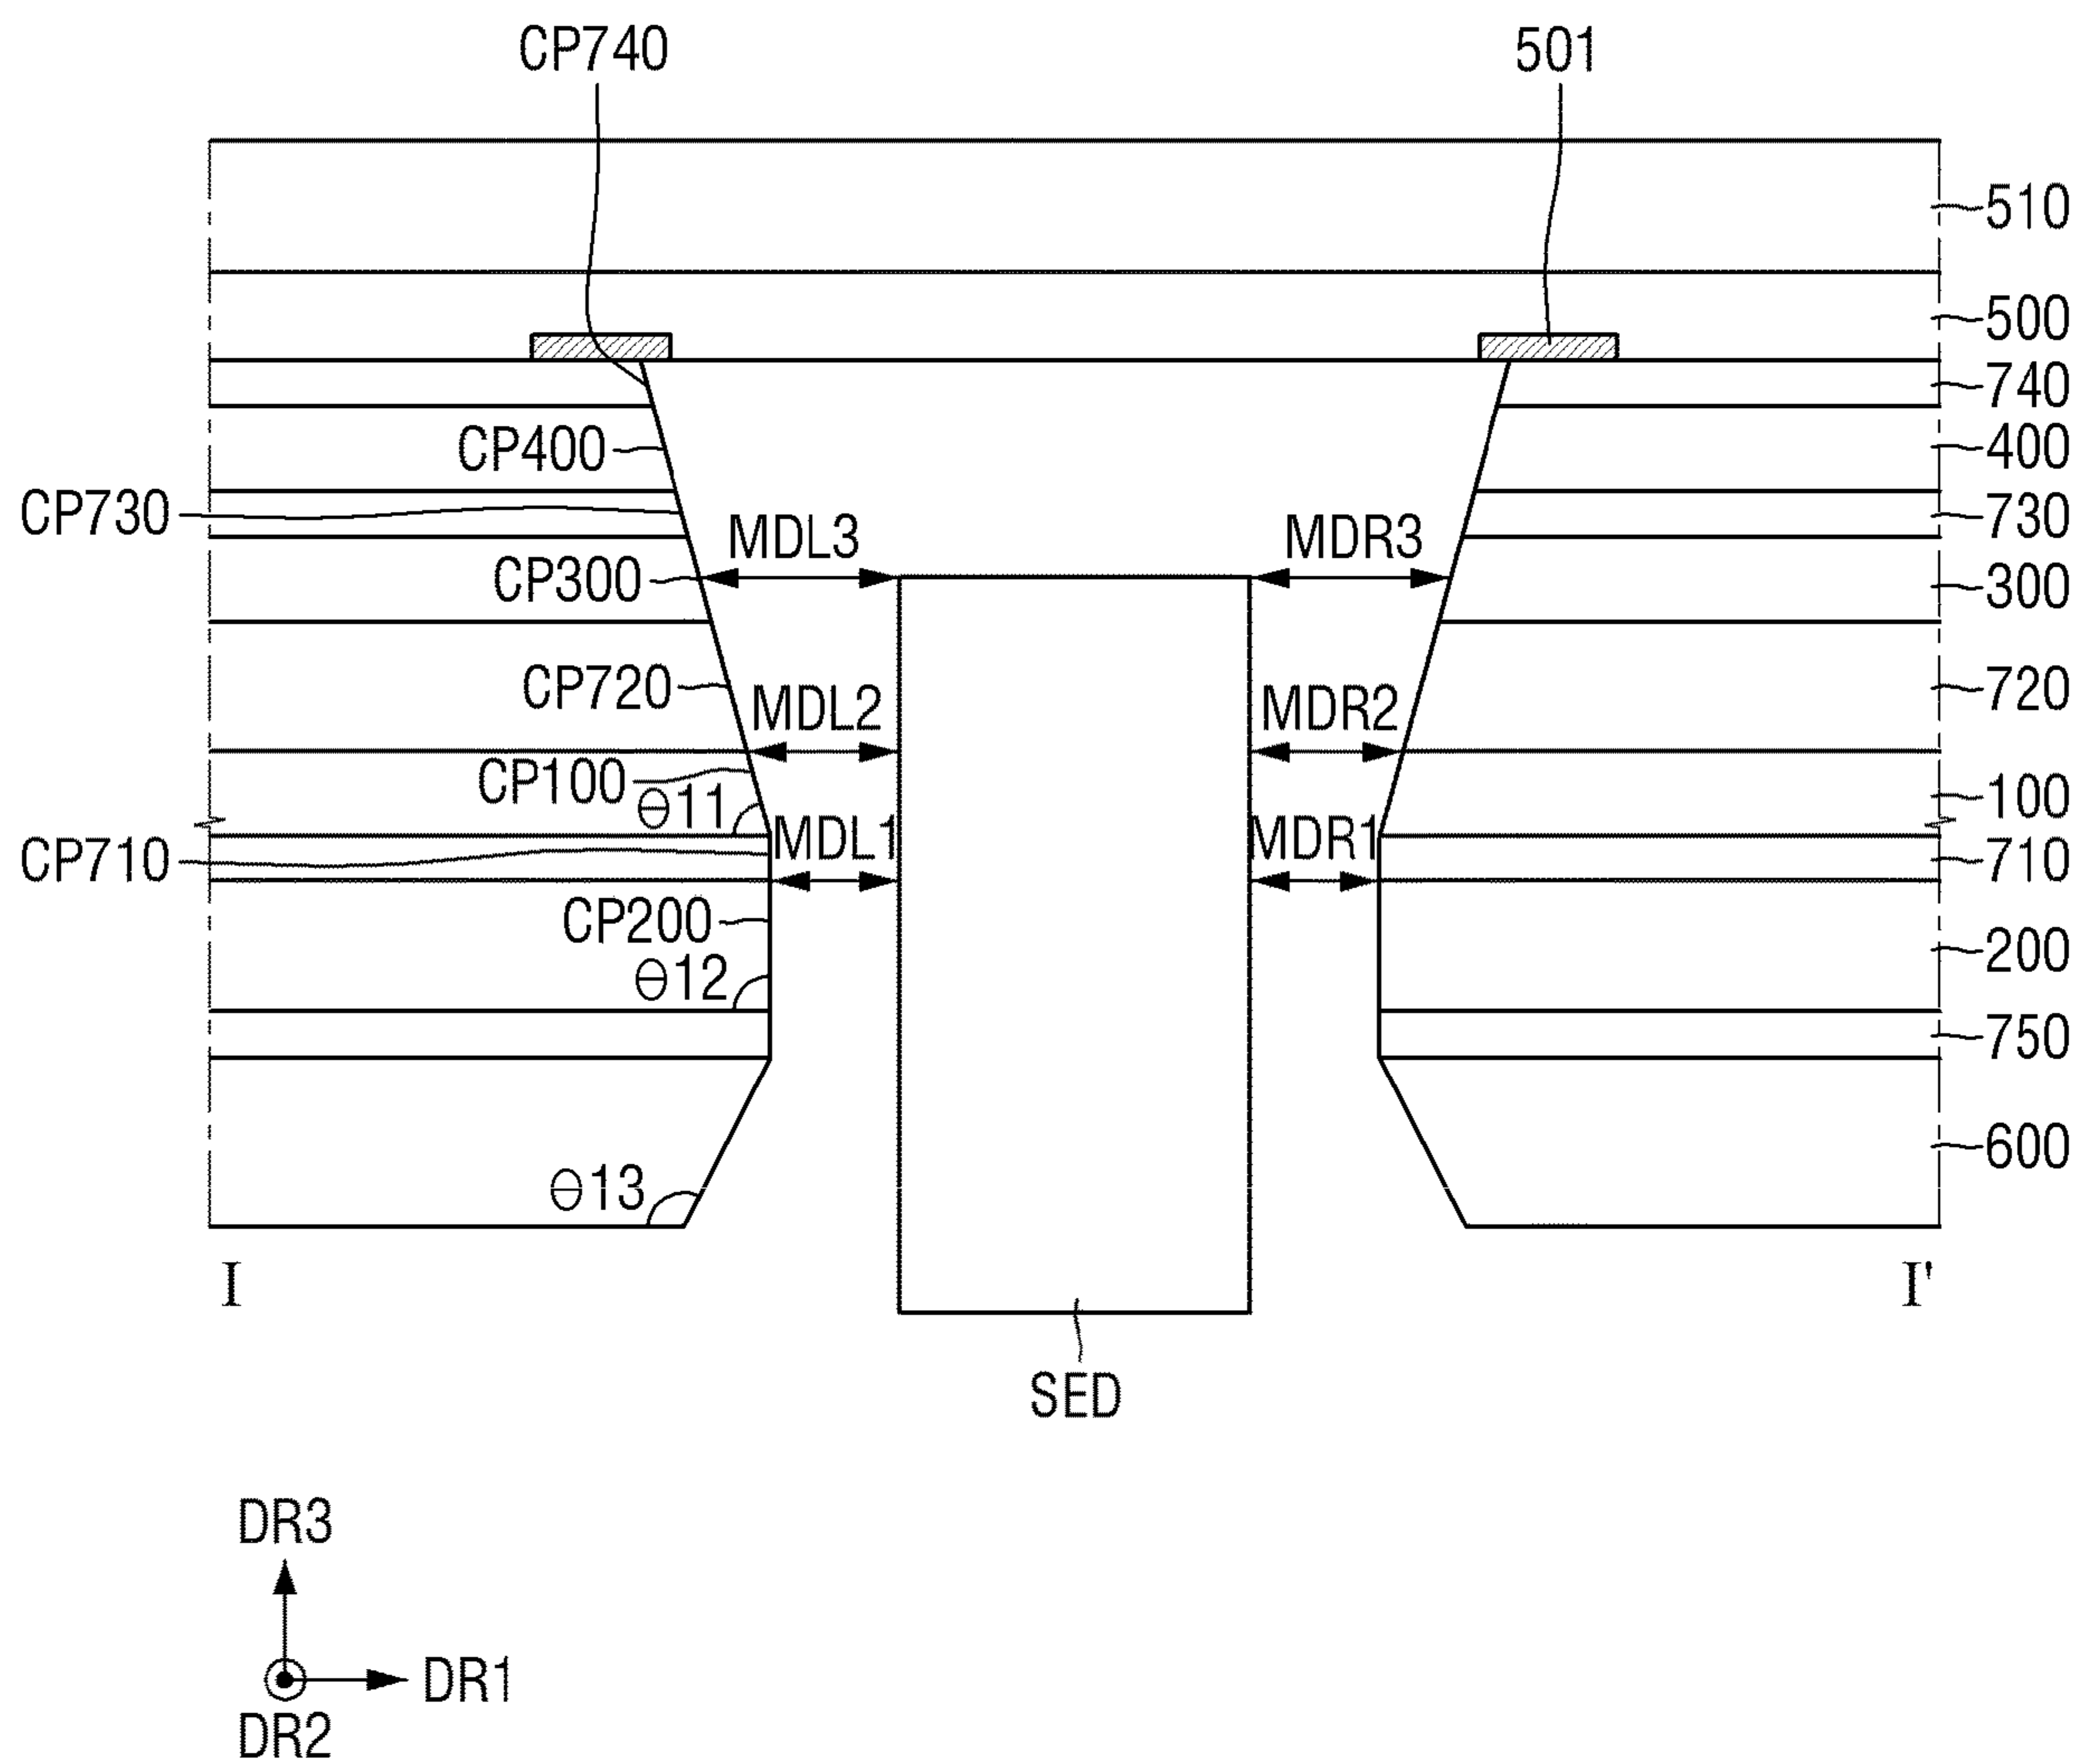 CP740
501
510
500
740
CP400
400
CP730
730
MDL3
MDR3
CP300
300
CP720
720
MDL2
MDR2
CP100
100
θ11
MDL1
MDR1
CP710
710
CP200
200
θ12
750
600
θ13
I
I'
SED
DR3
DR1
DR2